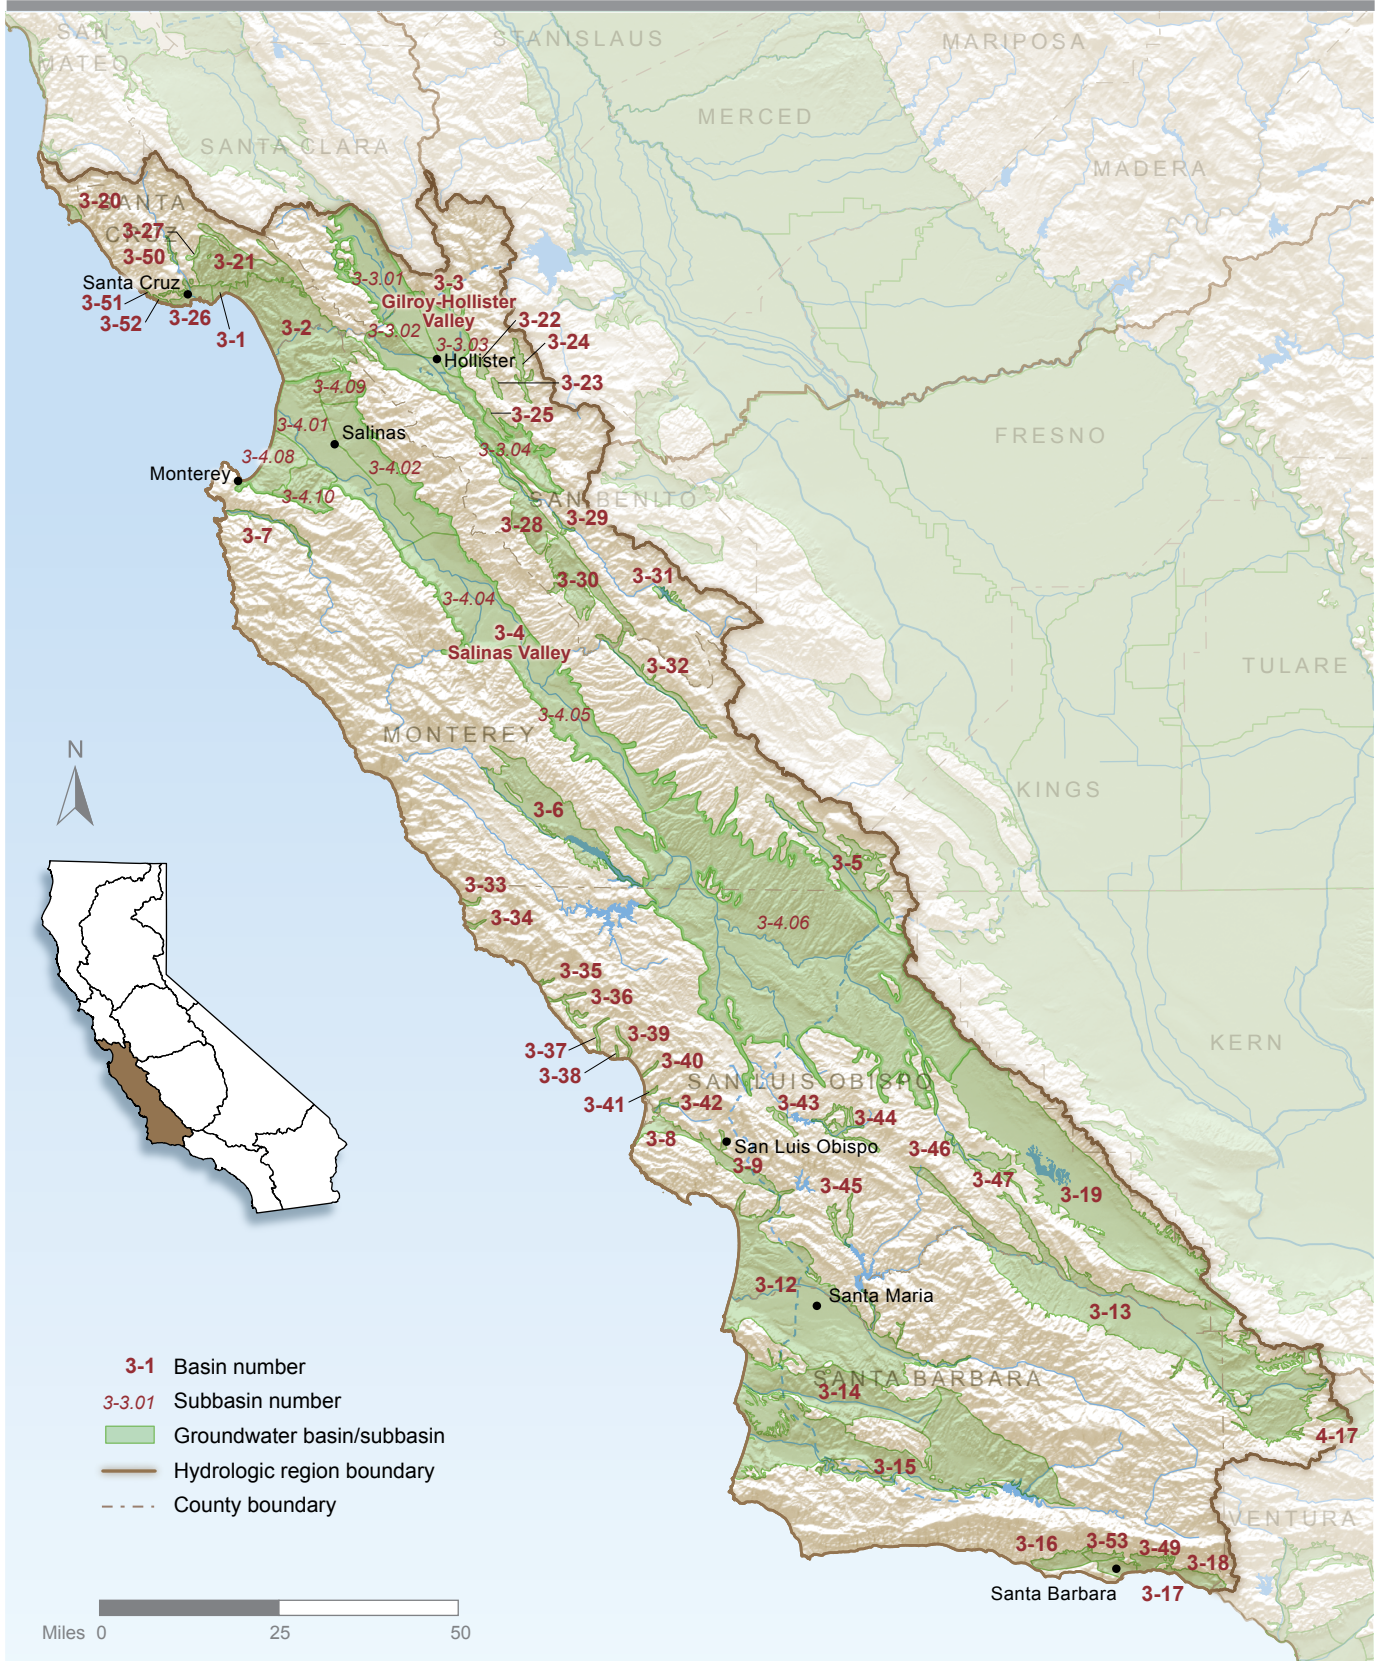 SAN
MATEO
STANISLAUS
MARIPOSA
MERCED
SANTA CLARA
MADERA
3-20
SANTA
3-27
3-50
3-21
Santa Cruz
3-51
3-52
3-26
3-1
3-2
3-3.01
3-3
Gilroy-Hollister
Valley
3-3.02
3-3.03
Hollister
3-22
3-24
3-23
3-25
3-4.09
3-4.01
Salinas
3-3.04
3-4.08
3-4.02
Monterey
3-4.10
FRESNO
SAN BENITO
3-7
3-28
3-29
3-30
3-31
3-4.04
3-4
Salinas Valley
3-32
TULARE
3-4.05
MONTEREY
N
KINGS
3-6
3-5
3-33
3-34
3-4.06
3-35
3-36
3-37
3-39
3-38
3-40
KERN
SAN LUIS OBISPO
3-41
3-42
3-43
3-44
3-8
San Luis Obispo
3-46
3-9
3-45
3-47
3-19
3-12
Santa Maria
3-13
SANTA BARBARA
3-14
4-17
3-15
VENTURA
3-16
3-53
3-49
3-18
Santa Barbara
3-17
3-1 Basin number
3-3.01 Subbasin number
Groundwater basin/subbasin
Hydrologic region boundary
County boundary
Miles 0 25 50